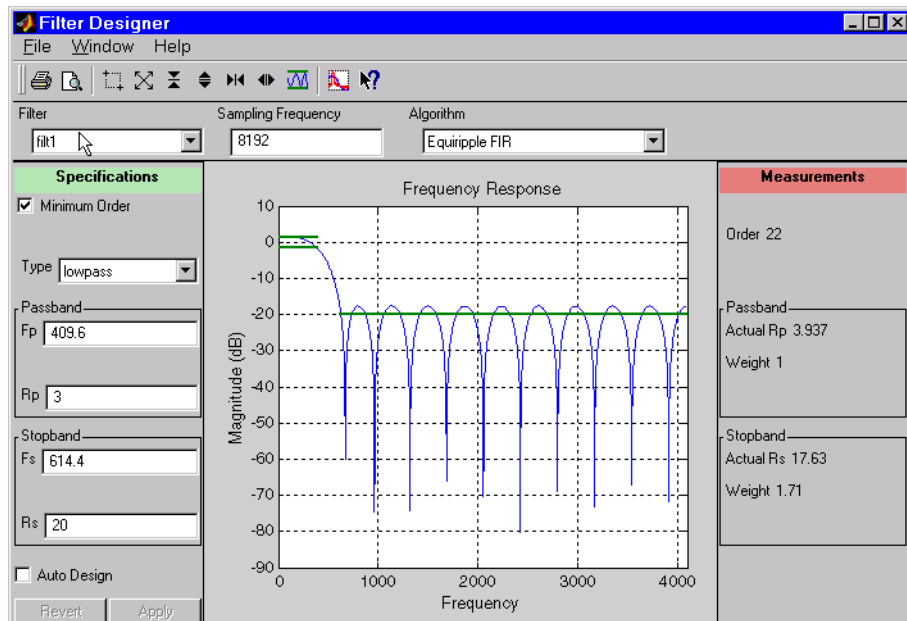 Filter Designer
File Window Help
Filter
Sampling Frequency
Algorithm
filt1
8192
Equiripple FIR
Specifications
Minimum Order
Type lowpass
Passband
Fp 409.6
Rp 3
Stopband
Fs 614.4
Rs 20
Auto Design
Revert Apply
Frequency Response
Magnitude (dB)
10
0
-10
-20
-30
-40
-50
-60
-70
-80
-90
0 1000 2000 3000 4000
Frequency
Measurements
Order 22
Passband
Actual Rp 3.937
Weight 1
Stopband
Actual Rs 17.63
Weight 1.71